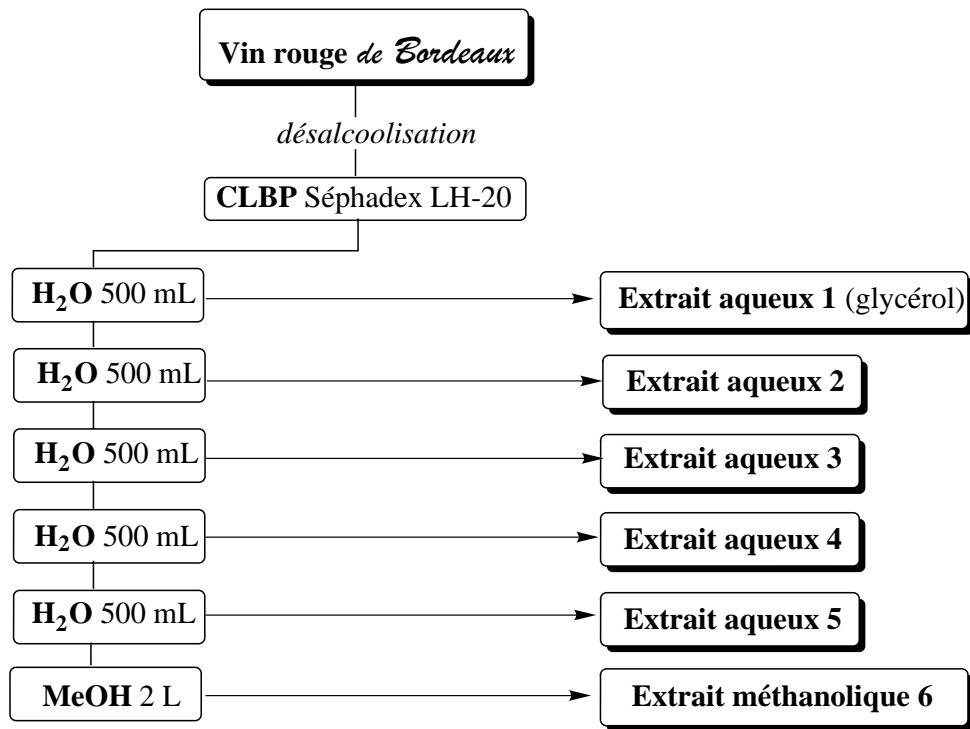 Vin rouge de Bordeaux
désalcoolisation
CLBP Séphadex LH-20
H₂O 500 mL
Extrait aqueux 1 (glycérol)
H₂O 500 mL
Extrait aqueux 2
H₂O 500 mL
Extrait aqueux 3
H₂O 500 mL
Extrait aqueux 4
H₂O 500 mL
Extrait aqueux 5
MeOH 2 L
Extrait méthanolique 6